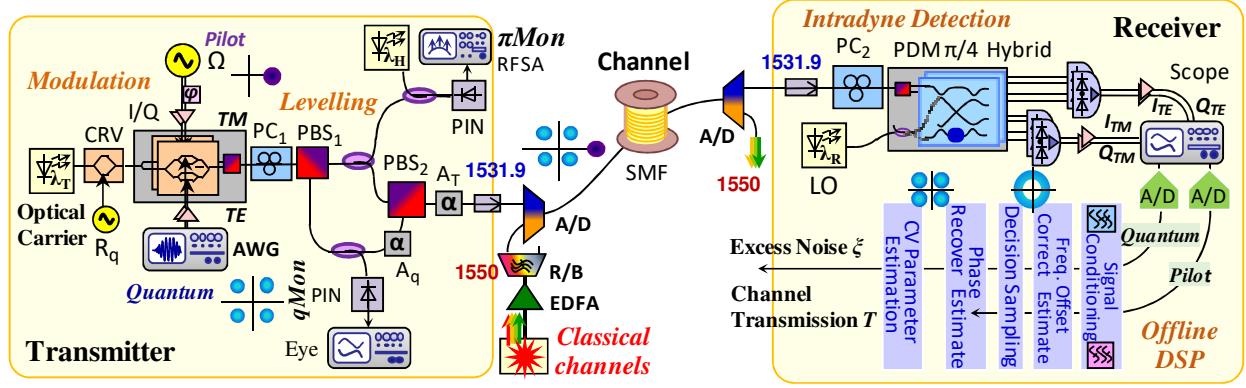 Pilot
Ω
φ
Modulation
I/Q
TM
CRV
λT
Optical
Carrier
Rq
TE
AWG
Quantum
Transmitter
Levelling
PC1
PBS1
λH
πMon
RFSA
PIN
PBS2
AT
α
α
Aq
qMon
PIN
Eye
1531.9
A/D
1550
R/B
EDFA
Classical
channels
Channel
SMF
A/D
1550
1531.9
Intradyne Detection
Receiver
PC2
PDM π/4 Hybrid
λR
LO
Scope
ITE
QTE
ITM
QTM
A/D
A/D
Quantum
Pilot
Signal
Conditioning
Freq. Offset
Correct Estimate
Decision Sampling
Phase
Recover Estimate
CV Parameter
Estimation
Excess Noise ξ
Channel
Transmission T
Offline
DSP